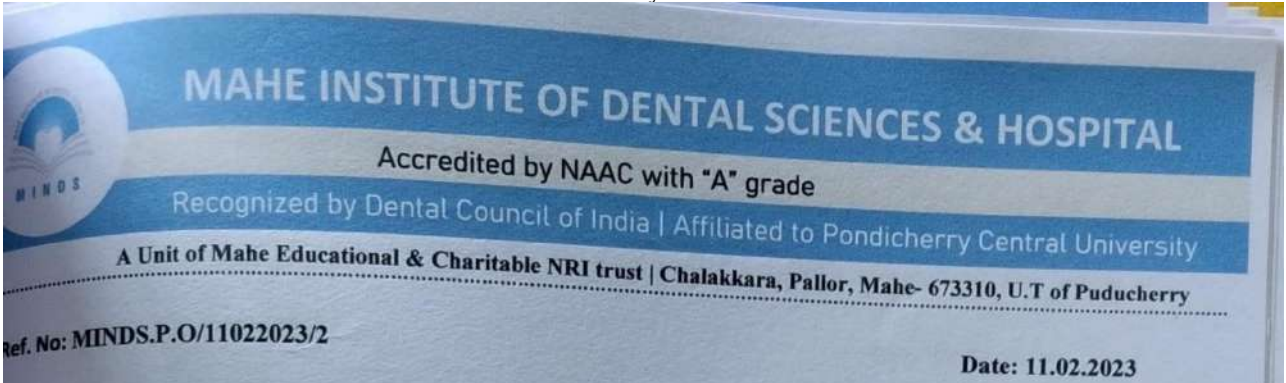 MAHE INSTITUTE OF DENTAL SCIENCES & HOSPITAL
Accredited by NAAC with "A" grade
MINDS
Recognized by Dental Council of India | Affiliated to Pondicherry Central University
A Unit of Mahe Educational & Charitable NRI trust | Chalakkara, Pallor, Mahe- 673310, U.T of Puducherry
Ref. No: MINDS.P.O/11022023/2
Date: 11.02.2023